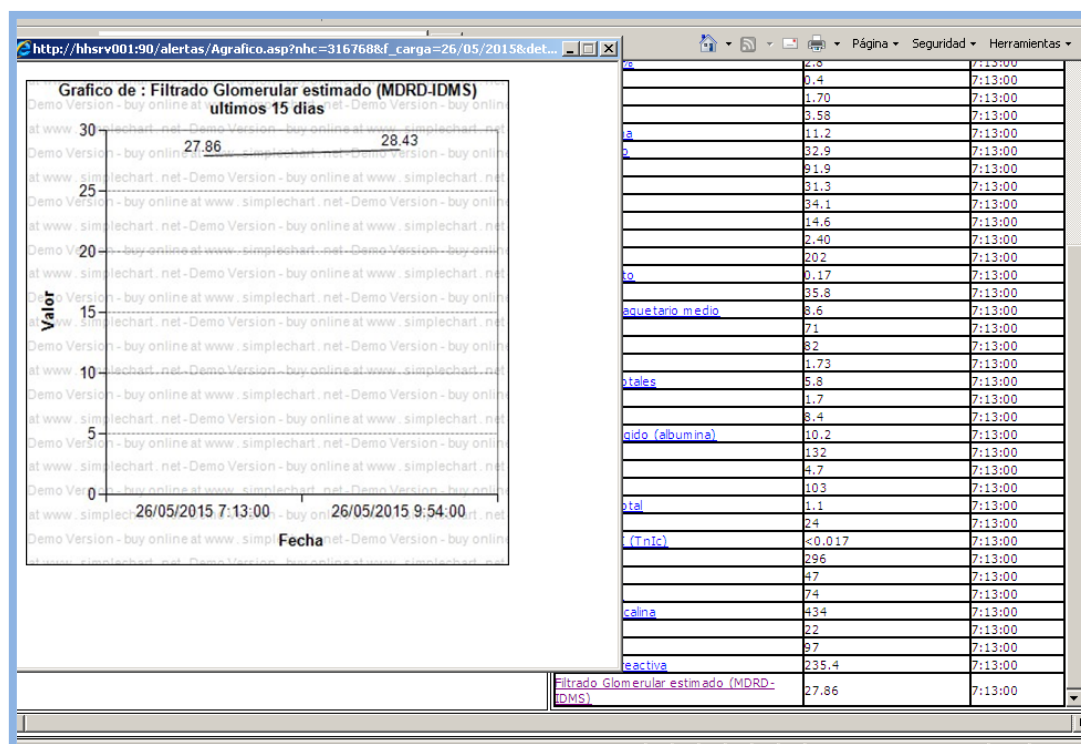 http://hhsrv001:90/alertas/Agrafico.asp?nhc=316768&f_carga=26/05/2015&det...
Página
Seguridad
Herramientas
Grafico de : Filtrado Glomerular estimado (MDRD-IDMS)
ultimos 15 dias
30
25
20
15
10
5
0
27.86
28.43
Valor
26/05/2015 7:13:00
26/05/2015 9:54:00
Fecha
Demo Version - buy online at www.simplechart.net
2.8 7:13:00
0.4 7:13:00
1.70 7:13:00
3.58 7:13:00
11.2 7:13:00
32.9 7:13:00
91.9 7:13:00
31.3 7:13:00
34.1 7:13:00
14.6 7:13:00
2.40 7:13:00
202 7:13:00
to 0.17 7:13:00
35.8 7:13:00
aquetario medio 8.6 7:13:00
71 7:13:00
82 7:13:00
1.73 7:13:00
otales 5.8 7:13:00
1.7 7:13:00
8.4 7:13:00
gido (albumina) 10.2 7:13:00
132 7:13:00
4.7 7:13:00
103 7:13:00
otal 1.1 7:13:00
24 7:13:00
(TnIc) <0.017 7:13:00
296 7:13:00
47 7:13:00
74 7:13:00
calina 434 7:13:00
22 7:13:00
97 7:13:00
reactiva 235.4 7:13:00
Filtrado Glomerular estimado (MDRD-
IDMS) 27.86 7:13:00